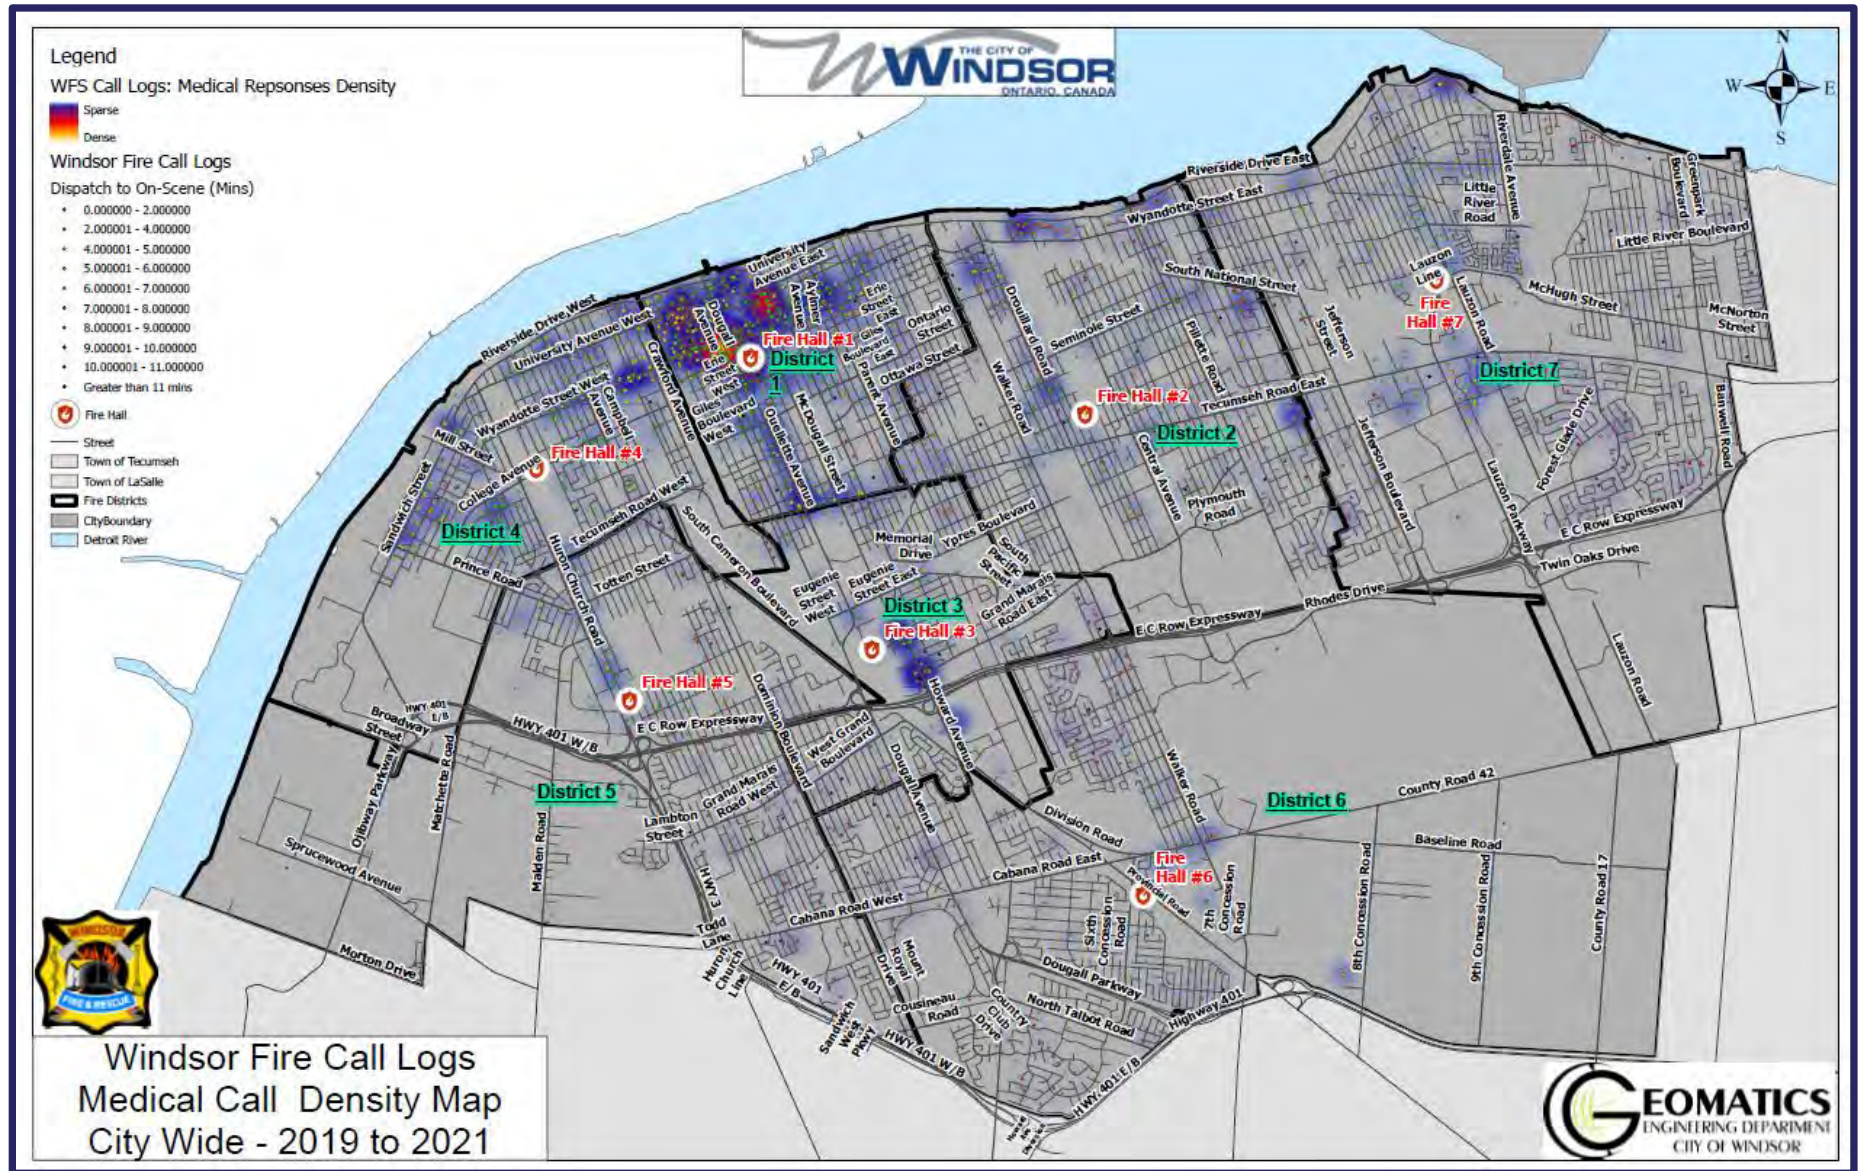 Legend
WFS Call Logs: Medical Repsonses Density
Sparse
Dense
Windsor Fire Call Logs
Dispatch to On-Scene (Mins)
0.000000 - 2.000000
2.000001 - 4.000000
4.000001 - 5.000000
5.000001 - 6.000000
6.000001 - 7.000000
7.000001 - 8.000000
8.000001 - 9.000000
9.000001 - 10.000000
10.000001 - 11.000000
Greater than 11 mins
Fire Hall
Street
Town of Tecumseh
Town of LaSalle
Fire Districts
CityBoundary
Detroit River
THE CITY OF
WINDSOR
ONTARIO, CANADA
N
W
E
S
Riverside Drive East
Wyandotte Street East
Riverdale Avenue
Greenpark
Boulevard
Little
River
Road
Little River Boulevard
University
Avenue East
Aylmer
Avenue
Erie
Street
East
Giles
Boulevard
East
Ontario
Street
Ottawa Street
Parent Avenue
Dougall
Avenue
Erie
Street
West
Fire Hall #1
District
1
Riverside Drive West
University Avenue West
Wyandotte Street West
Campbell
Avenue
Crawford Avenue
Giles
Boulevard
West
Ouellette Avenue
McDougall Street
South National Street
Drouillard Road
Seminole Street
Pillette Road
Walker Road
Jefferson
Street
Lauzon
Line
Lauzon Road
Fire
Hall #7
McHugh Street
McNorton
Street
District 7
Fire Hall #2
Tecumseh Road East
District 2
Central Avenue
Plymouth
Road
Jefferson Boulevard
Lauzon Parkway
Forest Glade Drive
Banwell Road
E C Row Expressway
Twin Oaks Drive
Mill Street
College Avenue
Fire Hall #4
Sandwich Street
District 4
Tecumseh Road West
Prince Road
Huron Church Road
Totten Street
South Cameron Boulevard
Memorial
Drive
Ypres Boulevard
South
Pacific
Street
Eugenie
Street
West
Eugenie
Street East
Grand Marais
Road East
District 3
Fire Hall #3
E C Row Expressway
Rhodes Drive
Lauzon Road
Fire Hall #5
Dominion Boulevard
Howard Avenue
HWY 401
E/B
Broadway
Street
HWY 401 W/B
E C Row Expressway
West Grand
Boulevard
Dougall Avenue
Ojibway Parkway
Matchette Road
District 5
Grand Marais
Road West
Lambton
Street
Malden Road
Sprucewood Avenue
Walker Road
District 6
County Road 42
Division Road
Baseline Road
Cabana Road East
Fire
Hall #6
Provincial Road
Cabana Road West
HWY 3
Todd
Lane
Huron
Church
Line
Morton Drive
Sixth
Concession
Road
7th
Concession
Road
8th Concession Road
9th Concession Road
County Road 17
Mount
Royal
Drive
Dougall Parkway
HWY 401
E/B
Sandwich
West
Pkwy
Cousineau
Road
Country
Club
Drive
North Talbot Road
Highway 401
HWY 401 W/B
HWY 401 E/B
WINDSOR
FIRE & RESCUE
Windsor Fire Call Logs
Medical Call Density Map
City Wide - 2019 to 2021
GEOMATICS
ENGINEERING DEPARTMENT
CITY OF WINDSOR